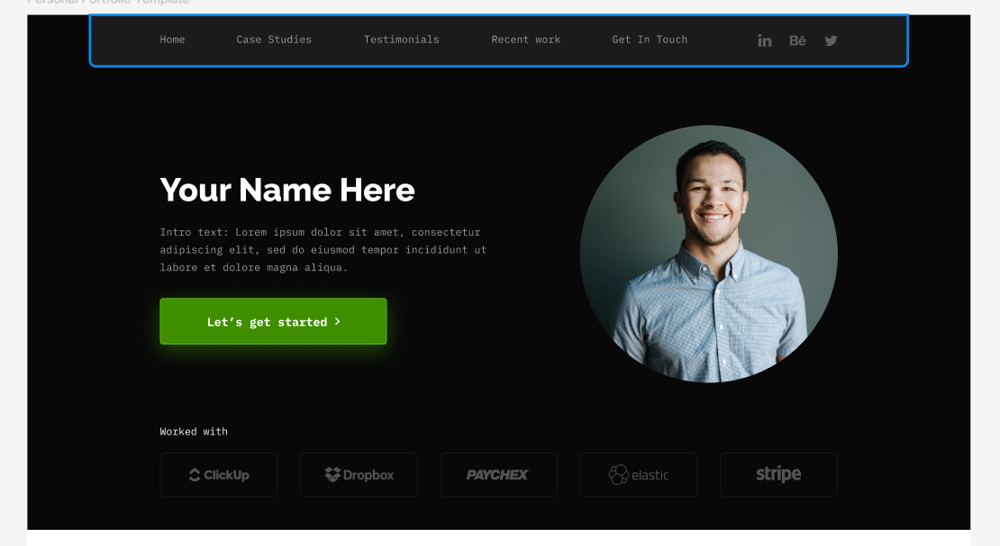 Personal Portfolio Template
Home Case Studies Testimonials Recent work Get In Touch in Bē
Your Name Here
Intro text: Lorem ipsum dolor sit amet, consectetur
adipiscing elit, sed do eiusmod tempor incididunt ut
labore et dolore magna aliqua.
Let’s get started
Worked with
ClickUp Dropbox PAYCHEX elastic stripe